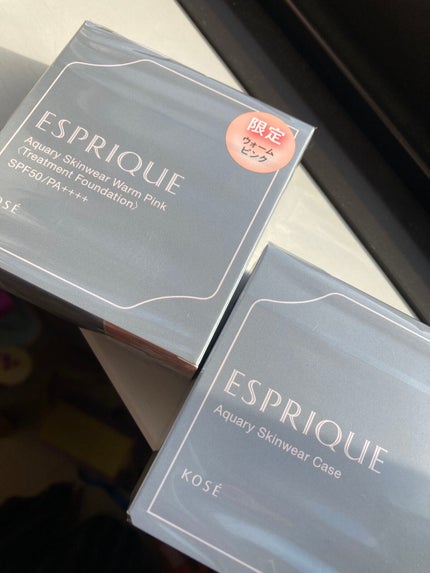 ESPRIQUE
Aquary Skinwear Warm Pink
〈Treatment Foundation〉
SPF50/PA++++
限定
ウォーム
ピンク
ESPRIQUE
Aquary Skinwear Case
KOSÉ